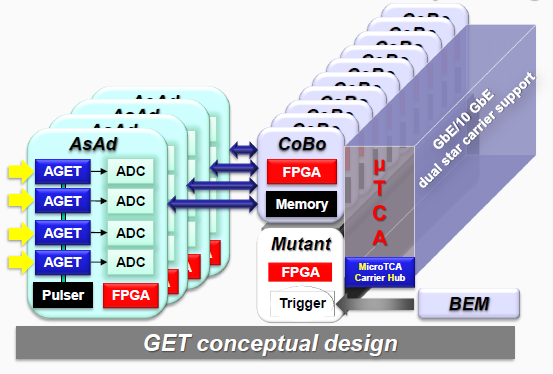 CoBo
CoBo
CoBo
CoBo
CoBo
CoBo
CoBo
CoBo
AsAd
AsAd
AsAd
AsAd
AGET
ADC
AGET
ADC
AGET
ADC
AGET
ADC
Pulser
FPGA
CoBo
FPGA
Memory
Mutant
FPGA
Trigger
μ
T
C
A
MicroTCA
Carrier Hub
GbE/10 GbE
dual star carrier support
BEM
GET conceptual design